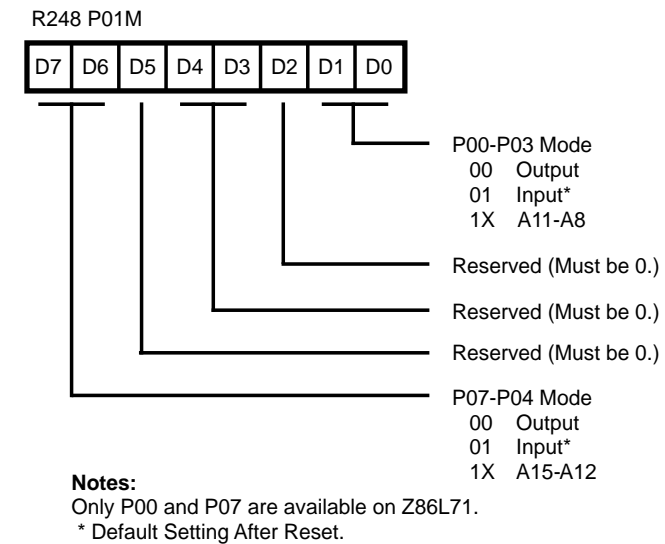 R248 P01M
D7 D6 D5 D4 D3 D2 D1 D0
P00-P03 Mode
00 Output
01 Input*
1X A11-A8
Reserved (Must be 0.)
Reserved (Must be 0.)
Reserved (Must be 0.)
P07-P04 Mode
00 Output
01 Input*
1X A15-A12
Notes:
Only P00 and P07 are available on Z86L71.
* Default Setting After Reset.